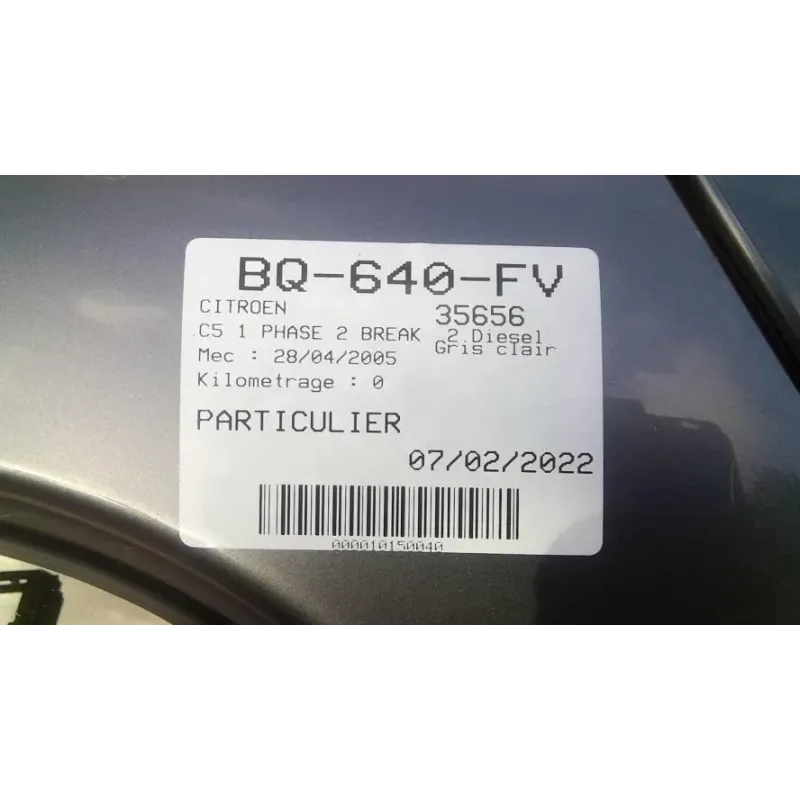 BQ-640-FV
CITROEN 35656
C5 1 PHASE 2 BREAK 2.Diesel
Gris clair
Mec : 28/04/2005
Kilometrage : 0
PARTICULIER
07/02/2022
000010150040